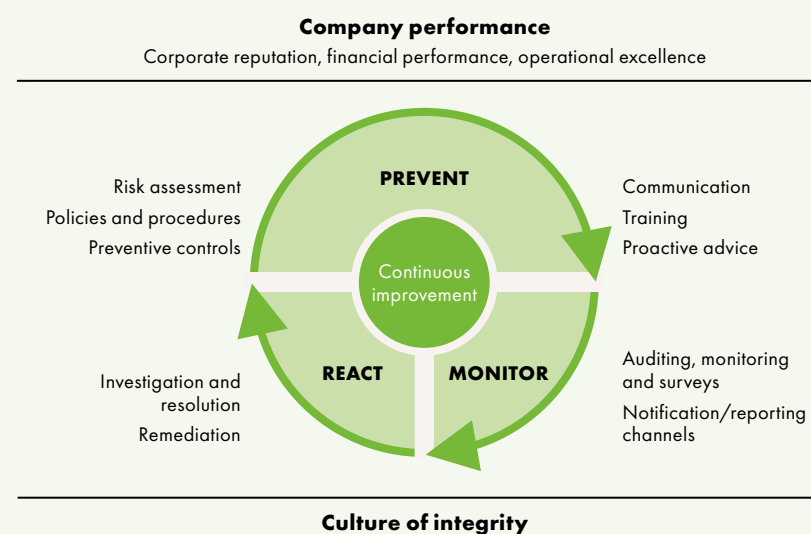 Company performance
Corporate reputation, financial performance, operational excellence
PREVENT
Risk assessment
Policies and procedures
Preventive controls
Communication
Training
Proactive advice
Continuous
improvement
REACT
MONITOR
Investigation and
resolution
Remediation
Auditing, monitoring
and surveys
Notification/reporting
channels
Culture of integrity